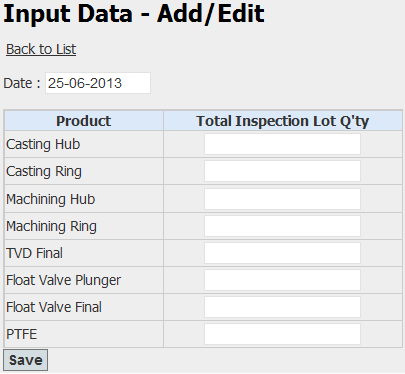 Input Data - Add/Edit
Back to List
Date : 25-06-2013
Product Total Inspection Lot Q'ty
Casting Hub
Casting Ring
Machining Hub
Machining Ring
TVD Final
Float Valve Plunger
Float Valve Final
PTFE
Save